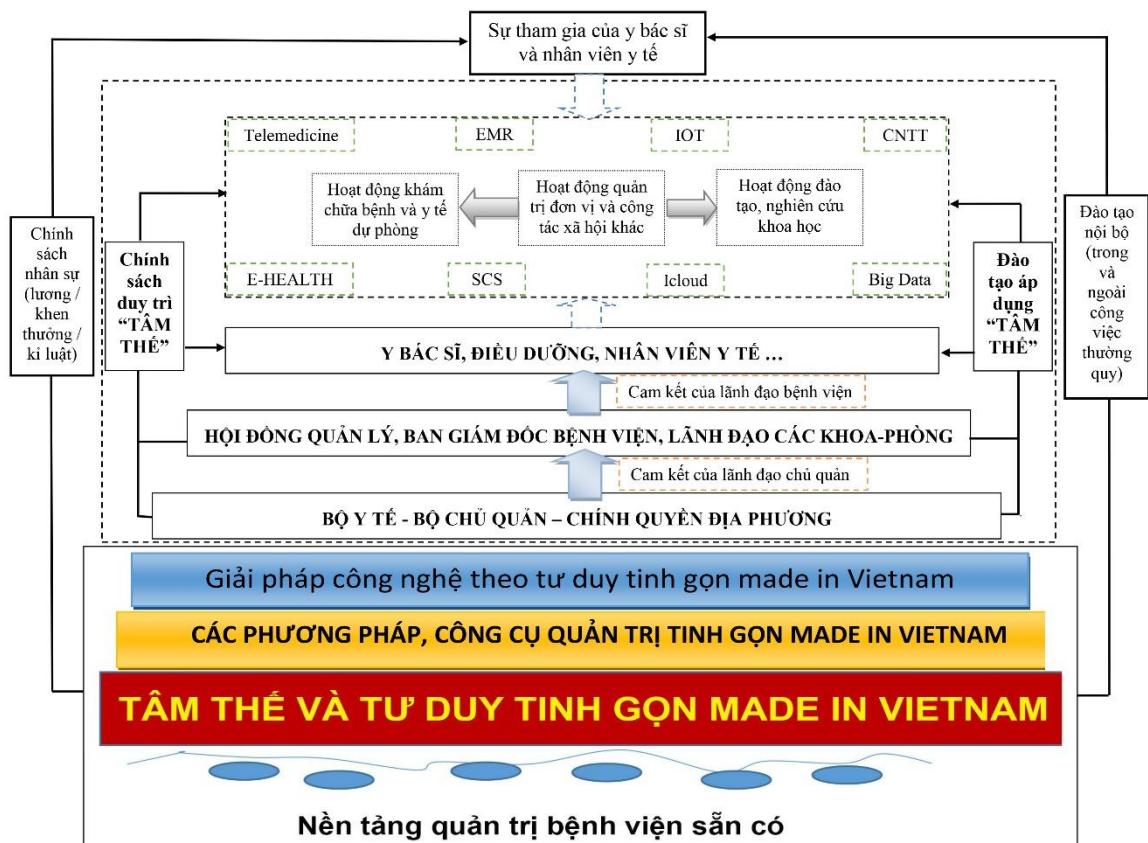 Sự tham gia của y bác sĩ
và nhân viên y tế
Telemedicine
EMR
IOT
CNTT
Hoạt động khám
chữa bệnh và y tế
dự phòng
Hoạt động quản
trị đơn vị và công
tác xã hội khác
Hoạt động đào
tạo, nghiên cứu
khoa học
E-HEALTH
SCS
Icloud
Big Data
Chính
sách
nhân sự
(lương /
khen
thưởng /
kỉ luật)
Chính
sách
duy trì
“TÂM
THẾ”
Đào
tạo áp
dụng
“TÂM
THẾ”
Đào tạo
nội bộ
(trong
và
ngoài
công
việc
thường
quy)
Y BÁC SĨ, ĐIỀU DƯỠNG, NHÂN VIÊN Y TẾ ...
Cam kết của lãnh đạo bệnh viện
HỘI ĐỒNG QUẢN LÝ, BAN GIÁM ĐỐC BỆNH VIỆN, LÃNH ĐẠO CÁC KHOA-PHÒNG
Cam kết của lãnh đạo chủ quản
BỘ Y TẾ - BỘ CHỦ QUẢN – CHÍNH QUYỀN ĐỊA PHƯƠNG
Giải pháp công nghệ theo tư duy tinh gọn made in Vietnam
CÁC PHƯƠNG PHÁP, CÔNG CỤ QUẢN TRỊ TINH GỌN MADE IN VIETNAM
TÂM THẾ VÀ TƯ DUY TINH GỌN MADE IN VIETNAM
Nền tảng quản trị bệnh viện sẵn có